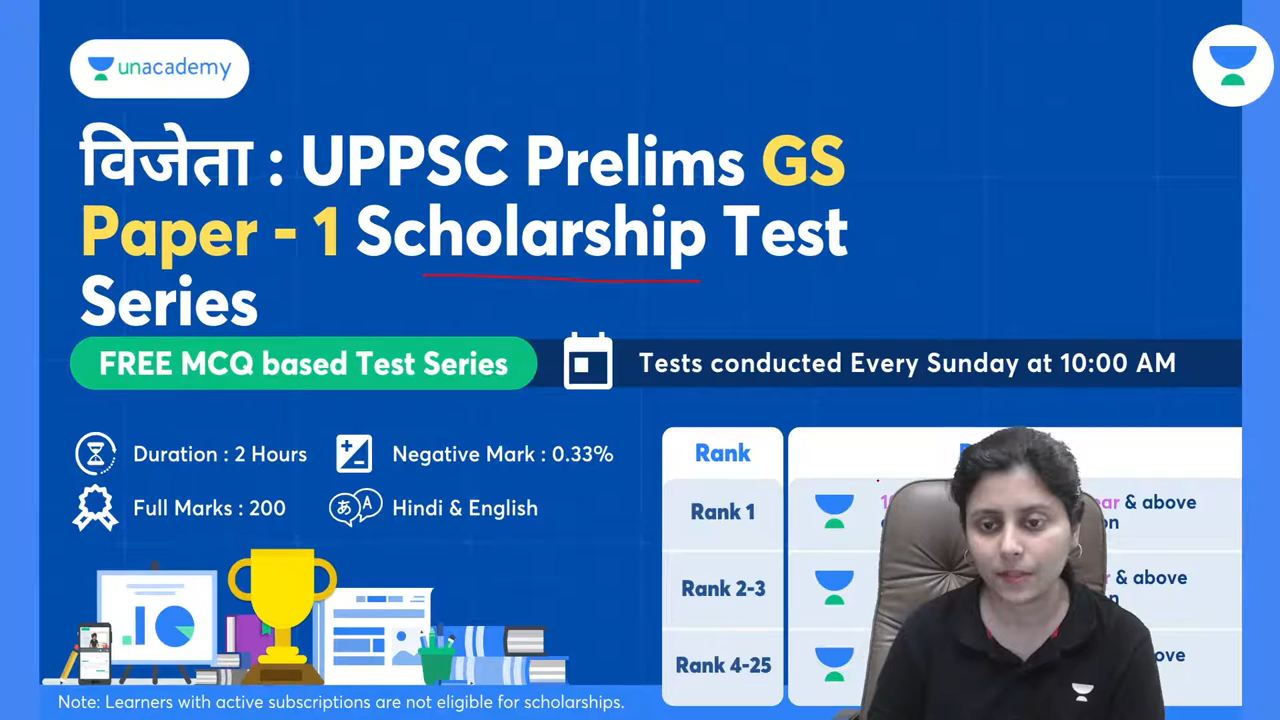 unacademy
विजेता : UPPSC Prelims GS
Paper - 1 Scholarship Test
Series
FREE MCQ based Test Series
Tests conducted Every Sunday at 10:00 AM
Duration : 2 Hours
Negative Mark : 0.33%
Full Marks : 200
Hindi & English
Rank
Rank 1
& above
Rank 2-3
& above
Rank 4-25
Note: Learners with active subscriptions are not eligible for scholarships.